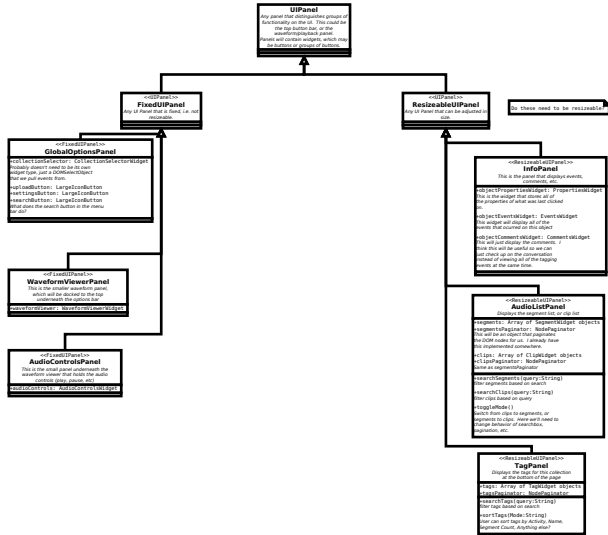 UIPanel
Any panel that distinguishes groups of
functionality on the UI.  This could be
the top button bar, or the
waveform/playback panel.
Panels will contain widgets, which may
be buttons or groups of buttons.
<<UIPanel>>
FixedUIPanel
Any UI Panel that is fixed, i.e. not
resizeable.
<<UIPanel>>
ResizeableUIPanel
Any UI Panel that can be adjusted in
size.
Do these need to be resizeable?
<<FixedUIPanel>>
GlobalOptionsPanel
+collectionSelector: CollectionSelectorWidget
Probably doesn't need to be its own
widget type, just a DOMSelectObject
that we pull events from.
+uploadButton: LargeIconButton
+settingsButton: LargeIconButton
+searchButton: LargeIconButton
What does the search button in the menu
bar do?
<<ResizeableUIPanel>>
InfoPanel
This is the panel that displays events,
comments, etc.
+objectPropertiesWidget: PropertiesWidget
This is the widget that stores all of
the properties of what was last clicked
on.
+objectEventsWidget: EventsWidget
This widget will display all of the
events that ocurred on this object
+objectCommentsWidget: CommentsWidget
This will just display the comments.  I
think this will be useful so we can
just check up on the conversation
instead of viewing all of the tagging
events at the same time.
<<FixedUIPanel>>
WaveformViewerPanel
This is the smaller waveform panel,
which will be docked to the top
underneath the options bar
+waveformViewer: WaveformViewerWidget
<<FixedUIPanel>>
AudioControlsPanel
This is the small panel underneath the
waveform viewer that holds the audio
controls (play, pause, etc)
+audioControls: AudioControlsWidget
<<ResizeableUIPanel>>
AudioListPanel
Displays the segment list, or clip list
+segments: Array of SegmentWidget objects
+segmentsPaginator: NodePaginator
This will be an object that paginates
the DOM nodes for us.  I already have
this implemented somewhere.
+clips: Array of ClipWidget objects
+clipsPaginator: NodePaginator
Same as segmentsPaginator
+searchSegments(query:String)
filter segments based on search
+searchClips(query:String)
filter clips based on query
+toggleMode()
Switch from clips to segments, or
segments to clips.  Here we'll need to
change behavior of searchbox,
pagination, etc.
<<ResizeableUIPanel>>
TagPanel
Displays the tags for this collection
at the bottom of the page
+tags: Array of TagWidget objects
+tagsPaginator: NodePaginator
+searchTags(query:String)
filter tags based on search
+sortTags(Mode:String)
User can sort tags by Activity, Name,
Segment Count, Anything else?